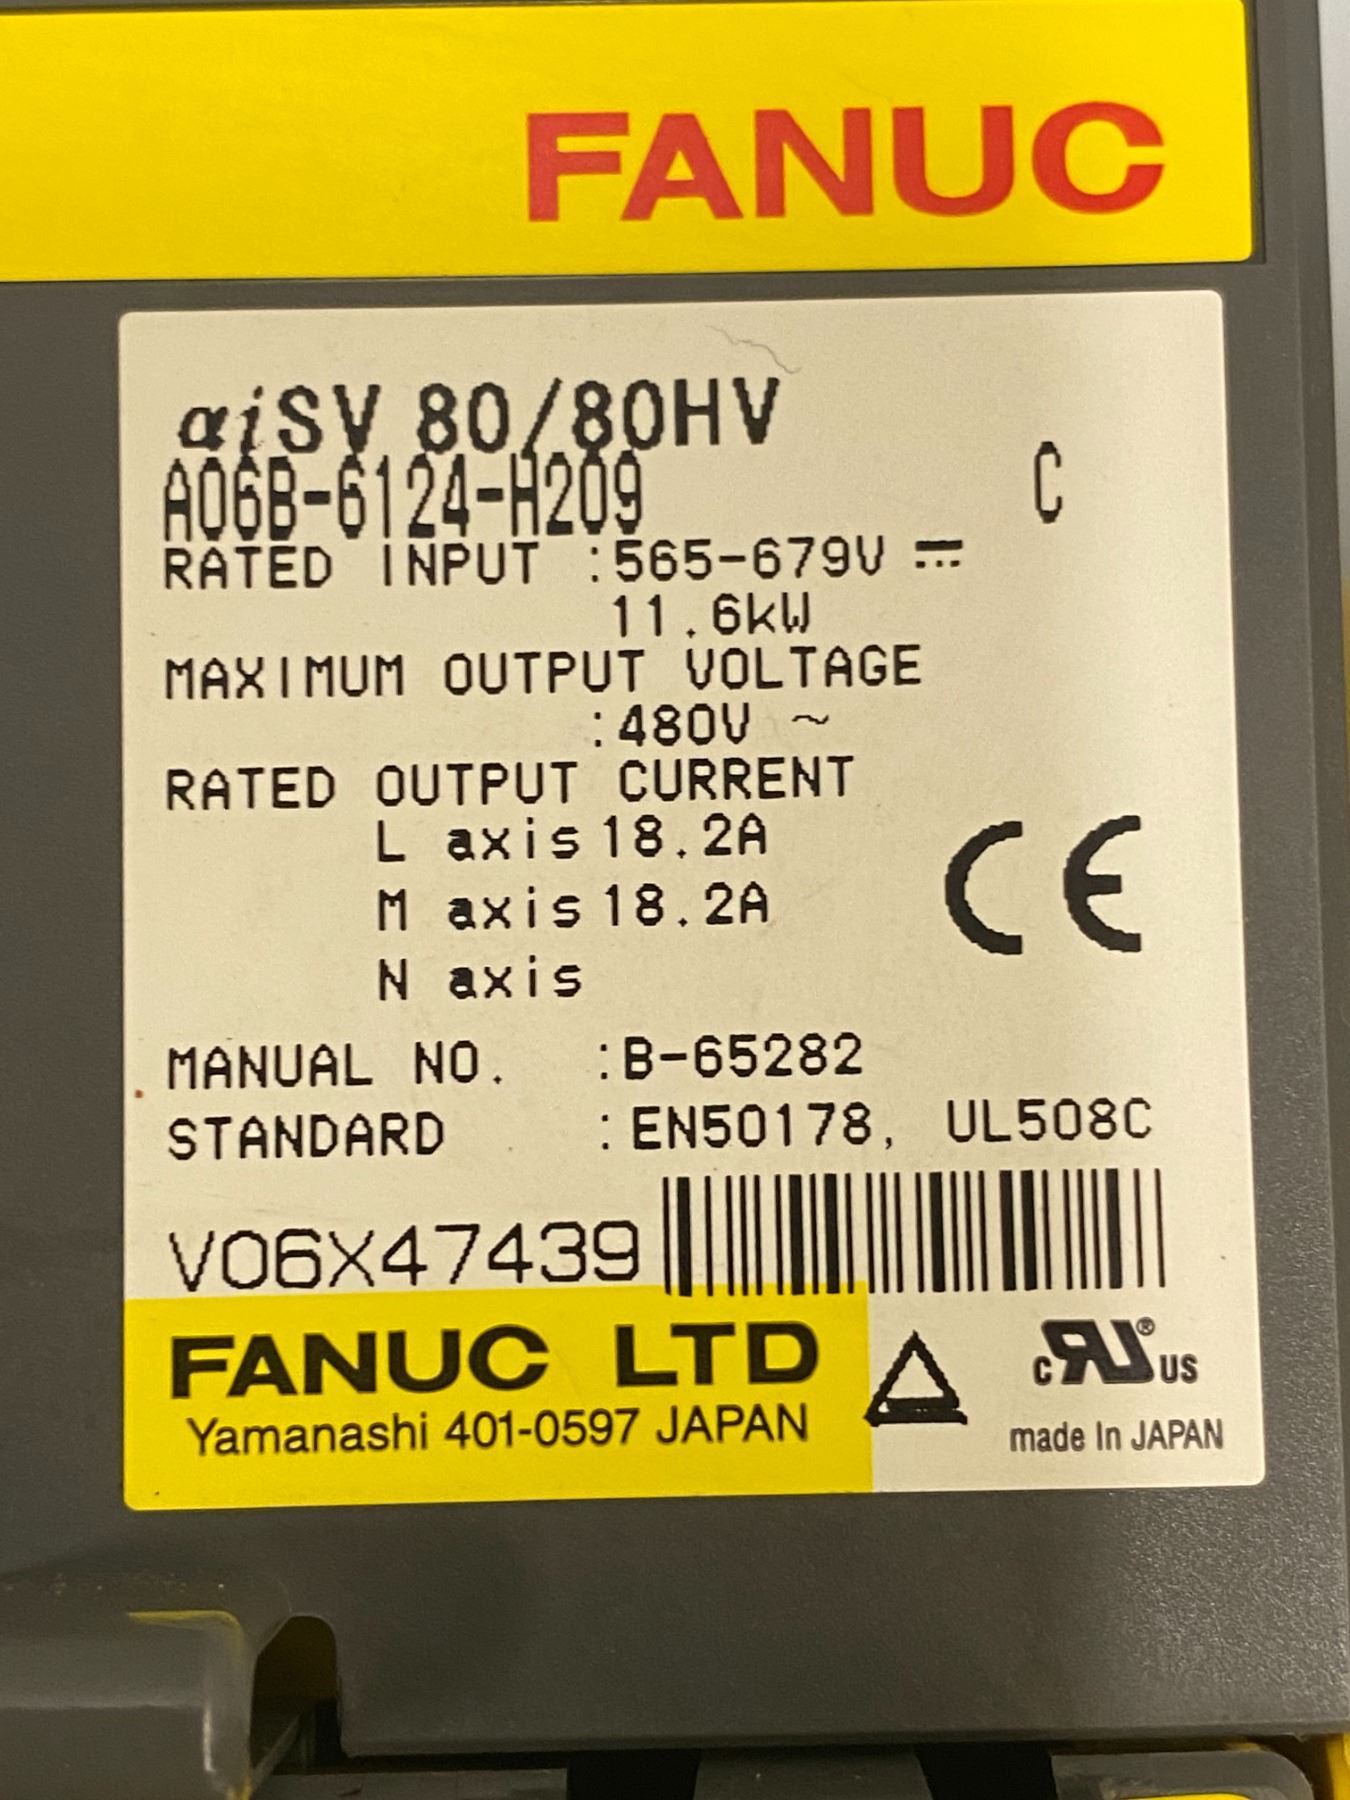 FANUC
αiSV 80/80HV
A06B-6124-H209 C
RATED INPUT :565-679V ⎓
11.6kW
MAXIMUM OUTPUT VOLTAGE
:480V ~
RATED OUTPUT CURRENT
L axis 18.2A
M axis 18.2A
N axis
CE
MANUAL NO. :B-65282
STANDARD :EN50178, UL508C
V06X47439
FANUC LTD
Yamanashi 401-0597 JAPAN
c RU ® US
made In JAPAN